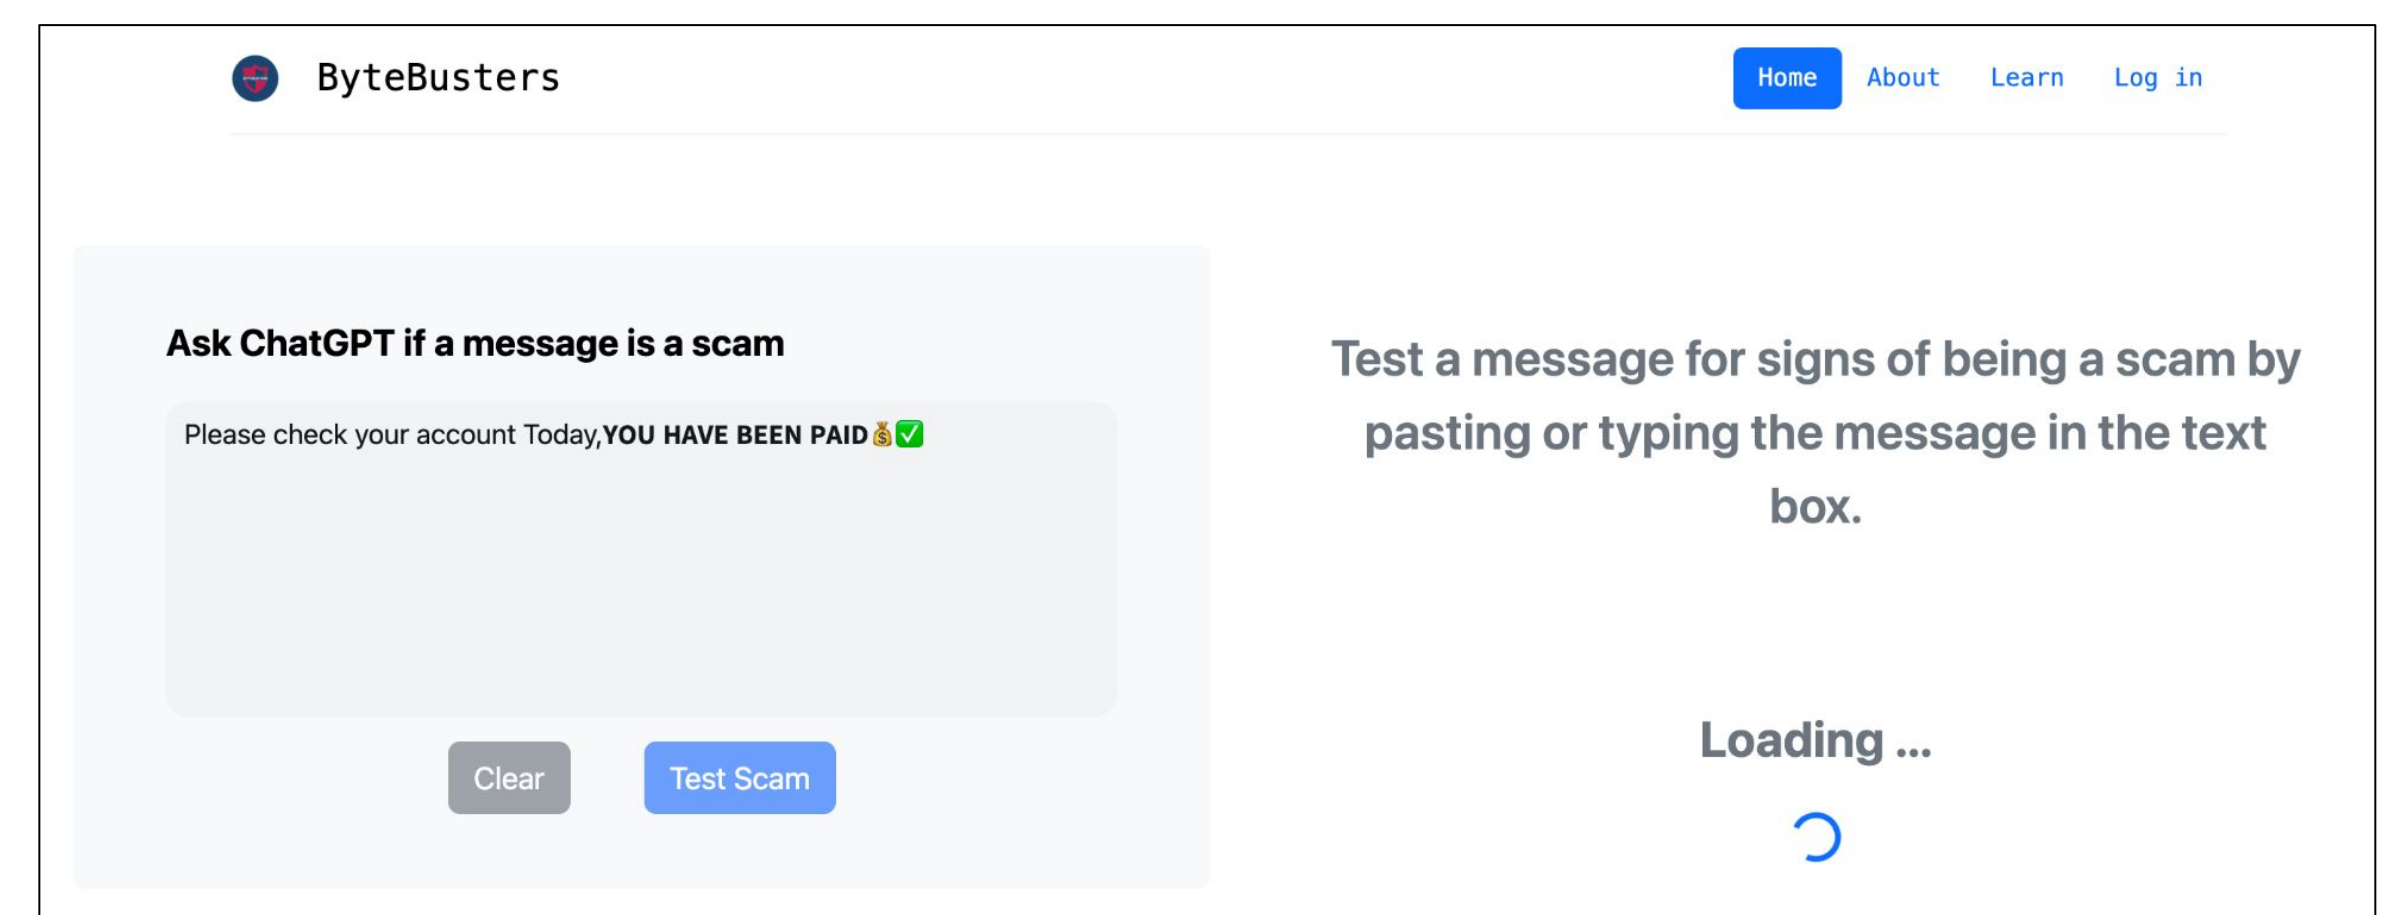 ByteBusters
Home About Learn Log in
Ask ChatGPT if a message is a scam
Please check your account Today,YOU HAVE BEEN PAID💰✅
Clear Test Scam
Test a message for signs of being a scam by
pasting or typing the message in the text
box.
Loading ...